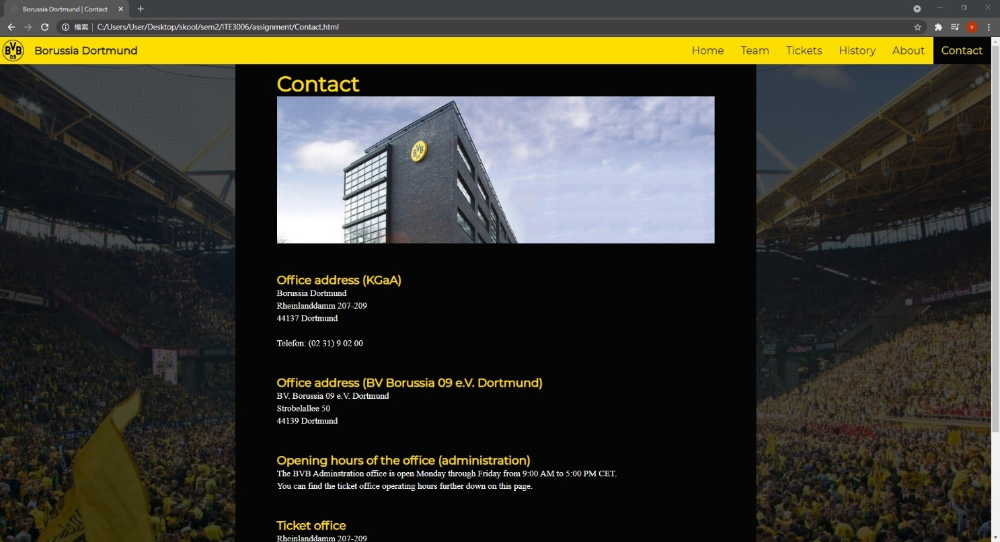 Borussia Dortmund | Contact
檔案
C:/Users/User/Desktop/skool/sem2/ITE3006/assignment/Contact.html
V
BVB
09
Borussia Dortmund
Home
Team
Tickets
History
About
Contact
Contact
BVB
09
Office address (KGaA)
Borussia Dortmund
Rheinlanddamm 207-209
44137 Dortmund
Telefon: (02 31) 9 02 00
REWE
Office address (BV Borussia 09 e.V. Dortmund)
BV. Borussia 09 e.V. Dortmund
Strobelallee 50
44139 Dortmund
Opening hours of the office (administration)
The BVB Adminstration office is open Monday through Friday from 9:00 AM to 5:00 PM CET.
You can find the ticket office operating hours further down on this page.
Ticket office
Rheinlanddamm 207-209